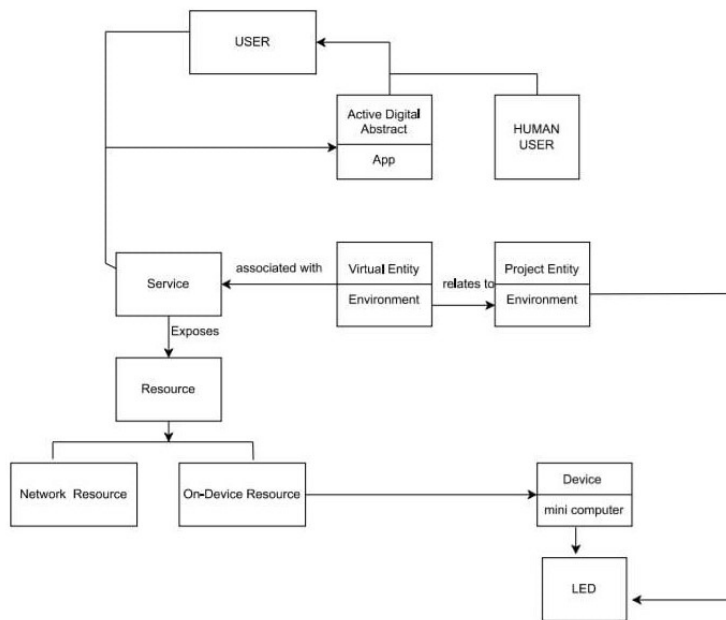 USER
Active Digital
Abstract
App
HUMAN
USER
associated with
Virtual Entity
Environment
relates to
Project Entity
Environment
Service
Exposes
Resource
Network Resource
On-Device Resource
Device
mini computer
LED